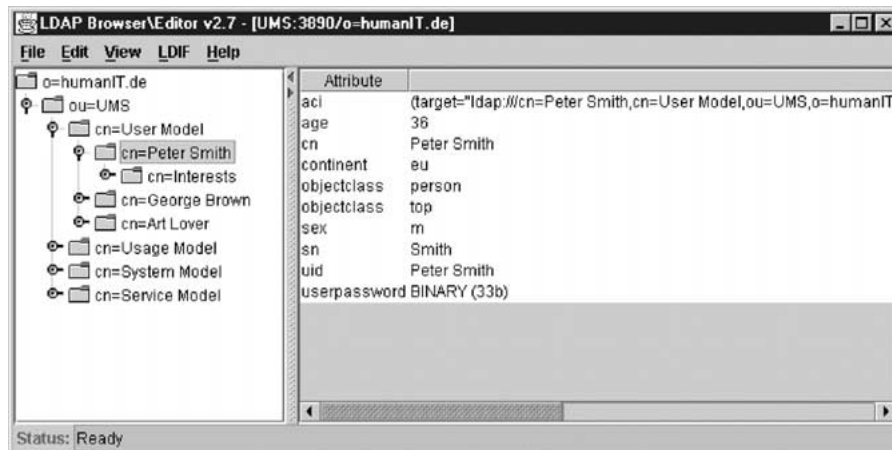 LDAP Browser\Editor v2.7 - [UMS:3890/o=humanIT.de]
File Edit View LDIF Help
o=humanIT.de
ou=UMS
cn=User Model
cn=Peter Smith
cn=Interests
cn=George Brown
cn=Art Lover
cn=Usage Model
cn=System Model
cn=Service Model
Attribute
aci (target="ldap:///cn=Peter Smith,cn=User Model,ou=UMS,o=humanIT
age 36
cn Peter Smith
continent eu
objectclass person
objectclass top
sex m
sn Smith
uid Peter Smith
userpassword BINARY (33b)
Status: Ready